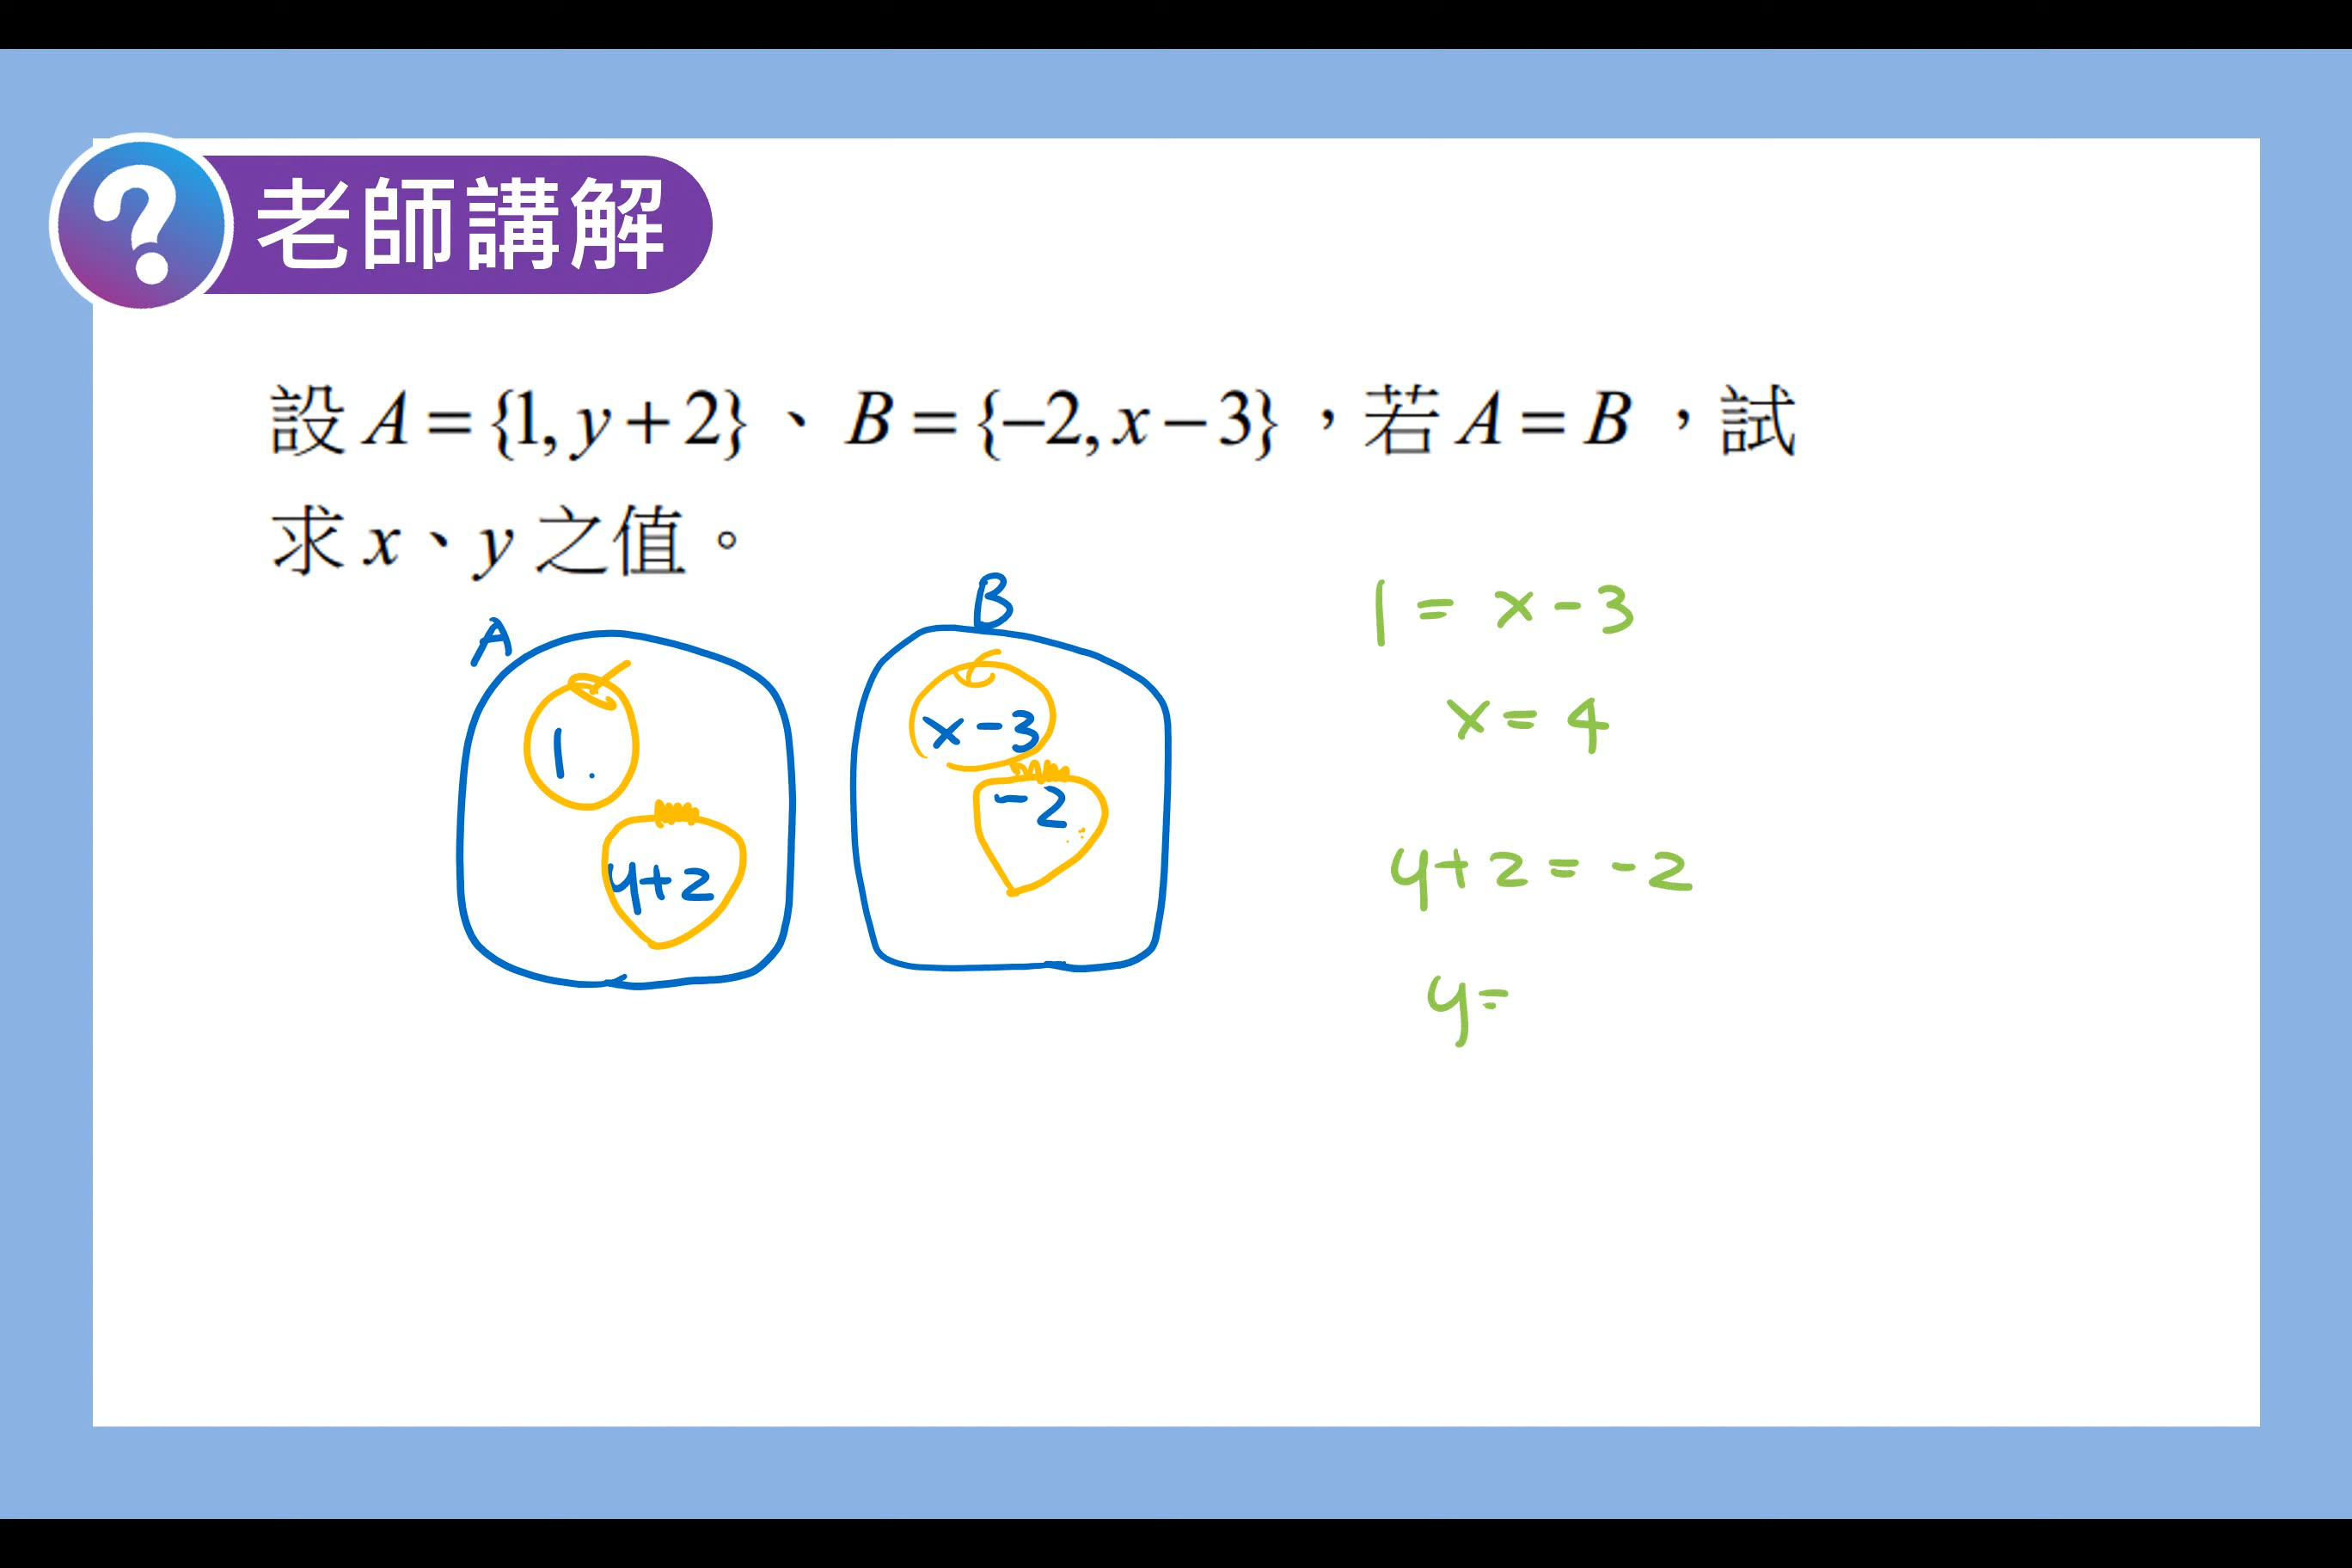 ?
老師講解
設 A = {1, y + 2} 、 B = {−2, x − 3} ，若 A = B ，試
求 x 、 y 之值。
A
B
1 = x - 3
x - 3
1 .
x = 4
- 2
y + 2
y + 2 = - 2
y =